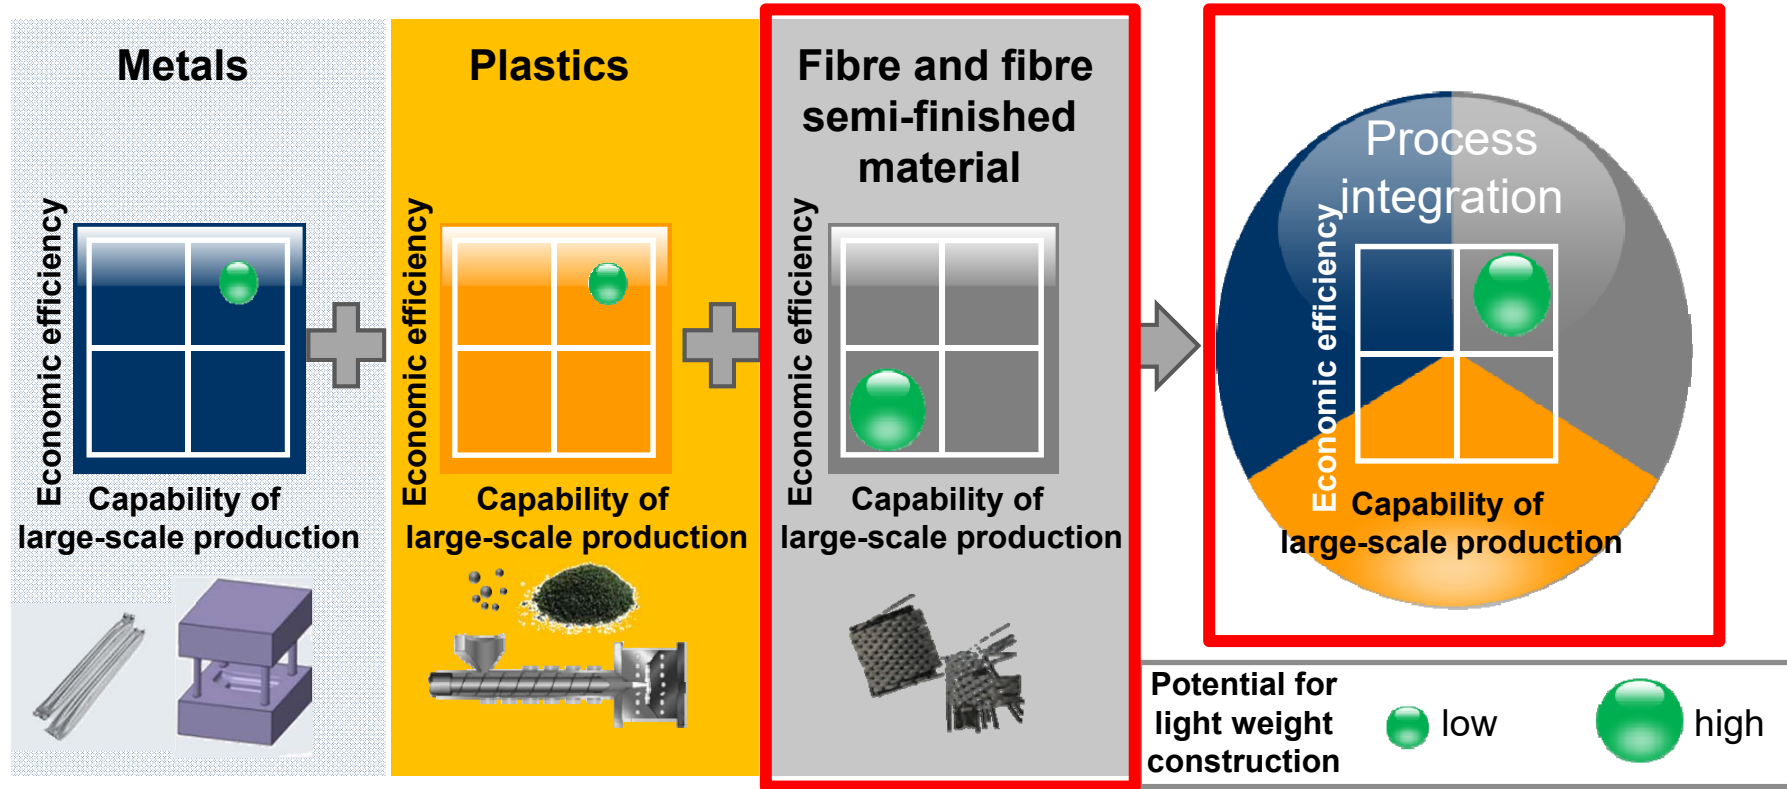 Metals
Economic efficiency
Capability of
large-scale production
Plastics
Economic efficiency
Capability of
large-scale production
Fibre and fibre
semi-finished
material
Economic efficiency
Capability of
large-scale production
Process
integration
Economic efficiency
Capability of
large-scale production
Potential for
light weight
construction
low
high